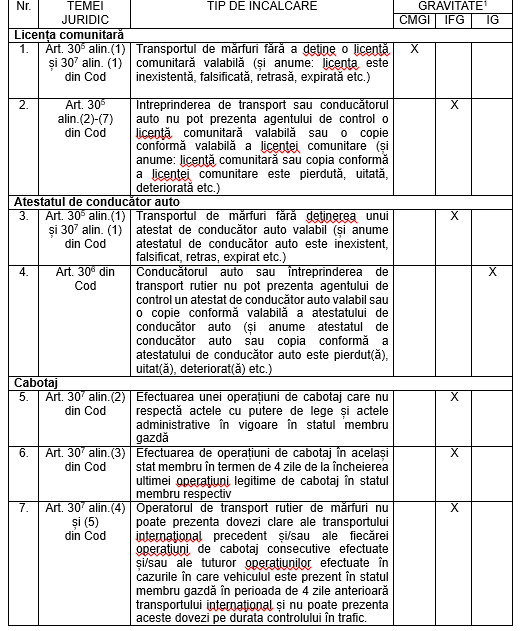 Nr. TEMEI TIP DE INCĂLCARE GRAVITATE¹
JURIDIC CMGI IFG IG
Licența comunitară
1. Art. 30⁵ alin.(1) Transportul de mărfuri fără a deține o licență X
și 30⁷ alin. (1) comunitară valabilă (și anume: licența este
din Cod inexistentă, falsificată, retrasă, expirată etc.)
2. Art. 30⁵ Intreprinderea de transport sau conducătorul X
alin.(2)-(7) auto nu pot prezenta agentului de control o
din Cod licență comunitară valabilă sau o copie
conformă valabilă a licenței comunitare (și
anume: licență comunitară sau copia conformă
a licenței comunitare este pierdută, uitată,
deteriorată etc.)
Atestatul de conducător auto
3. Art. 30⁵ alin.(1) Transportul de mărfuri fără deținerea unui X
și 30⁷ alin. (1) atestat de conducător auto valabil (și anume
din Cod atestatul de conducător auto este inexistent,
falsificat, retras, expirat etc.)
4. Art. 30⁶ din Conducătorul auto sau întreprinderea de X
Cod transport rutier nu pot prezenta agentului de
control un atestat de conducător auto valabil sau
o copie conformă valabilă a atestatului de
conducător auto (și anume atestatul de
conducător auto sau copia conformă a
atestatului de conducător auto este pierdut(ă),
uitat(ă), deteriorat(ă) etc.)
Cabotaj
5. Art. 30⁷ alin.(2) Efectuarea unei operațiuni de cabotaj care nu X
din Cod respectă actele cu putere de lege și actele
administrative în vigoare în statul membru
gazdă
6. Art. 30⁷ alin.(3) Efectuarea de operațiuni de cabotaj în același X
din Cod stat membru în termen de 4 zile de la încheierea
ultimei operațiuni legitime de cabotaj în statul
membru respectiv
7. Art. 30⁷ alin.(4) Operatorul de transport rutier de mărfuri nu X
și (5) poate prezenta dovezi clare ale transportului
din Cod internațional precedent și/sau ale fiecărei
operațiuni de cabotaj consecutive efectuate
și/sau ale tuturor operațiunilor efectuate în
cazurile în care vehiculul este prezent în statul
membru gazdă în perioada de 4 zile anterioară
transportului internațional și nu poate prezenta
aceste dovezi pe durata controlului în trafic.